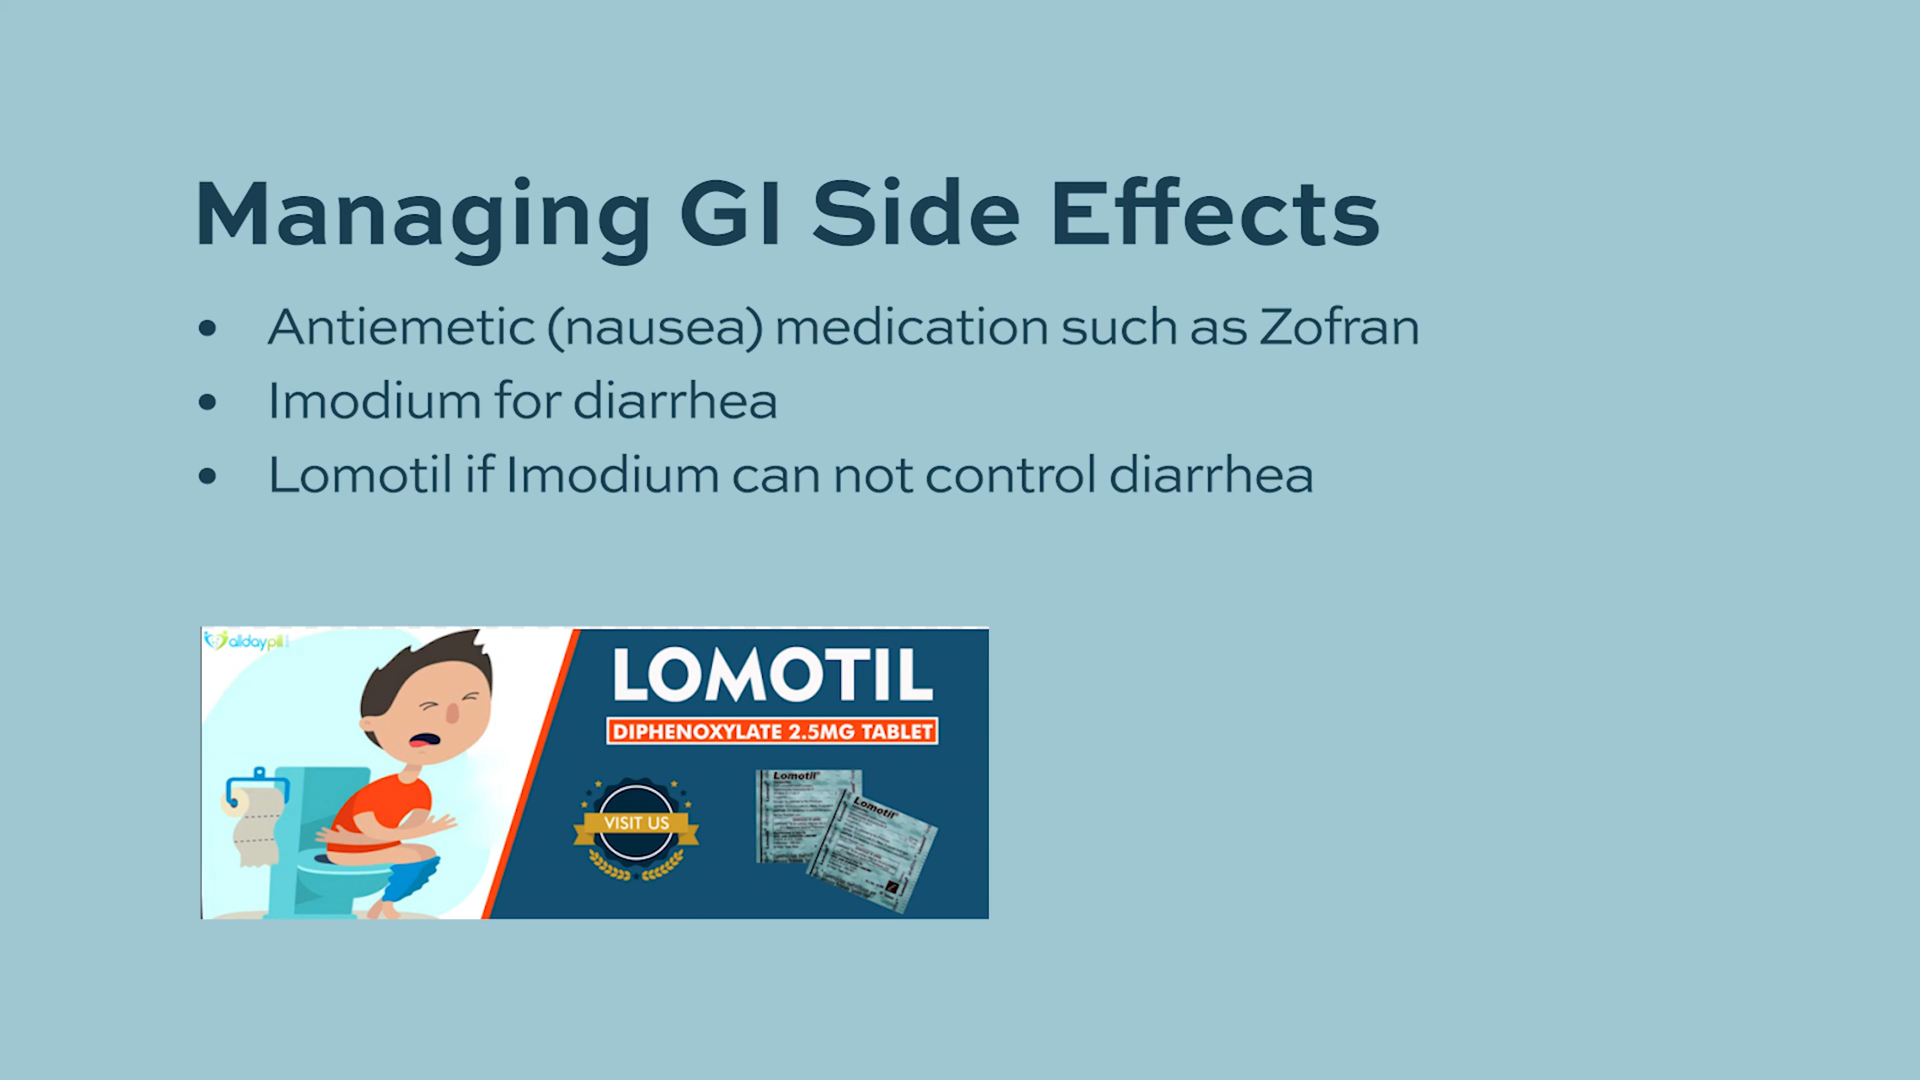 Managing GI Side Effects
• Antiemetic (nausea) medication such as Zofran
• Imodium for diarrhea
• Lomotil if Imodium can not control diarrhea
alldaypill
LOMOTIL
DIPHENOXYLATE 2.5MG TABLET
VISIT US
Lomotil
Lomotil